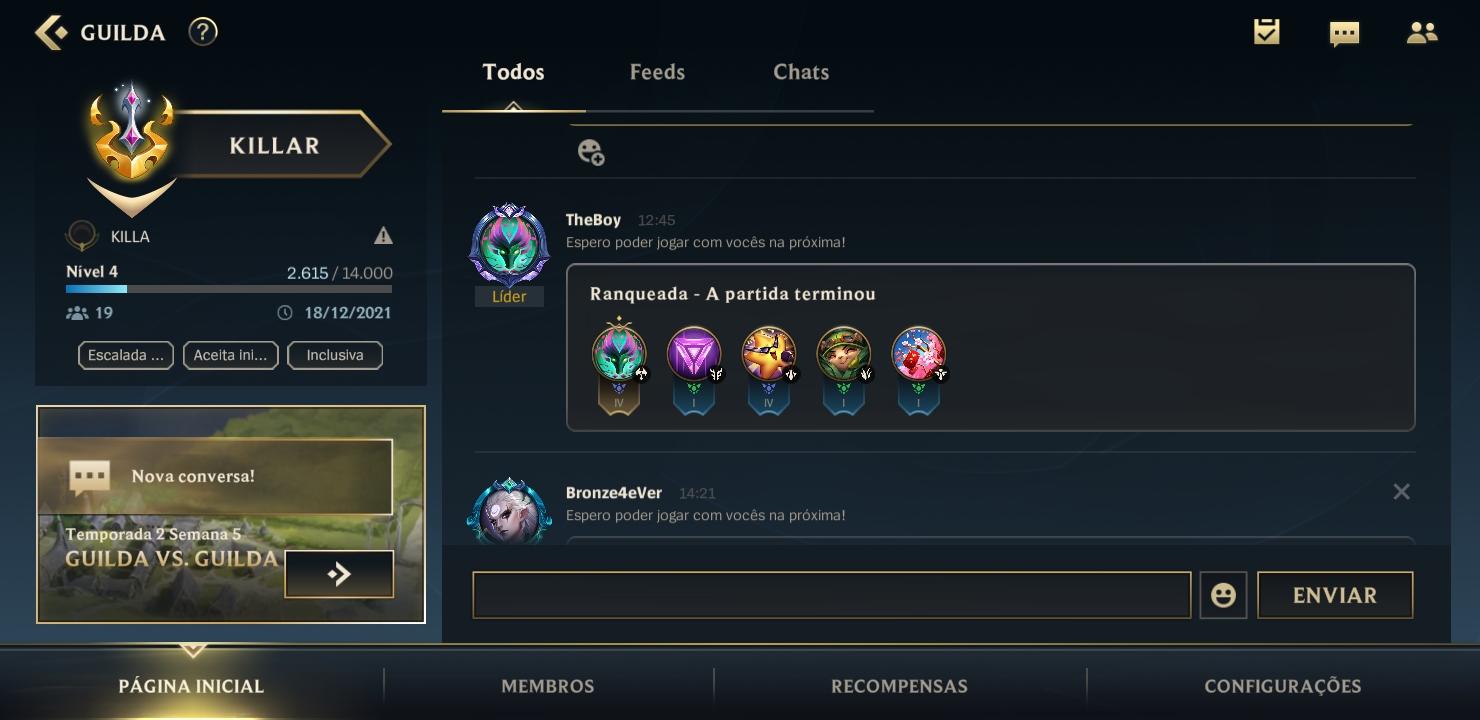 GUILDA ?
Todos Feeds Chats
KILLAR
KILLA
Nível 4 2.615 / 14.000
19 18/12/2021
Escalada ... Aceita ini... Inclusiva
Nova conversa!
Temporada 2 Semana 5
GUILDA VS. GUILDA
TheBoy 12:45
Espero poder jogar com vocês na próxima!
Líder
Ranqueada - A partida terminou
IV I IV I I
Bronze4eVer 14:21
Espero poder jogar com vocês na próxima!
ENVIAR
PÁGINA INICIAL MEMBROS RECOMPENSAS CONFIGURAÇÕES